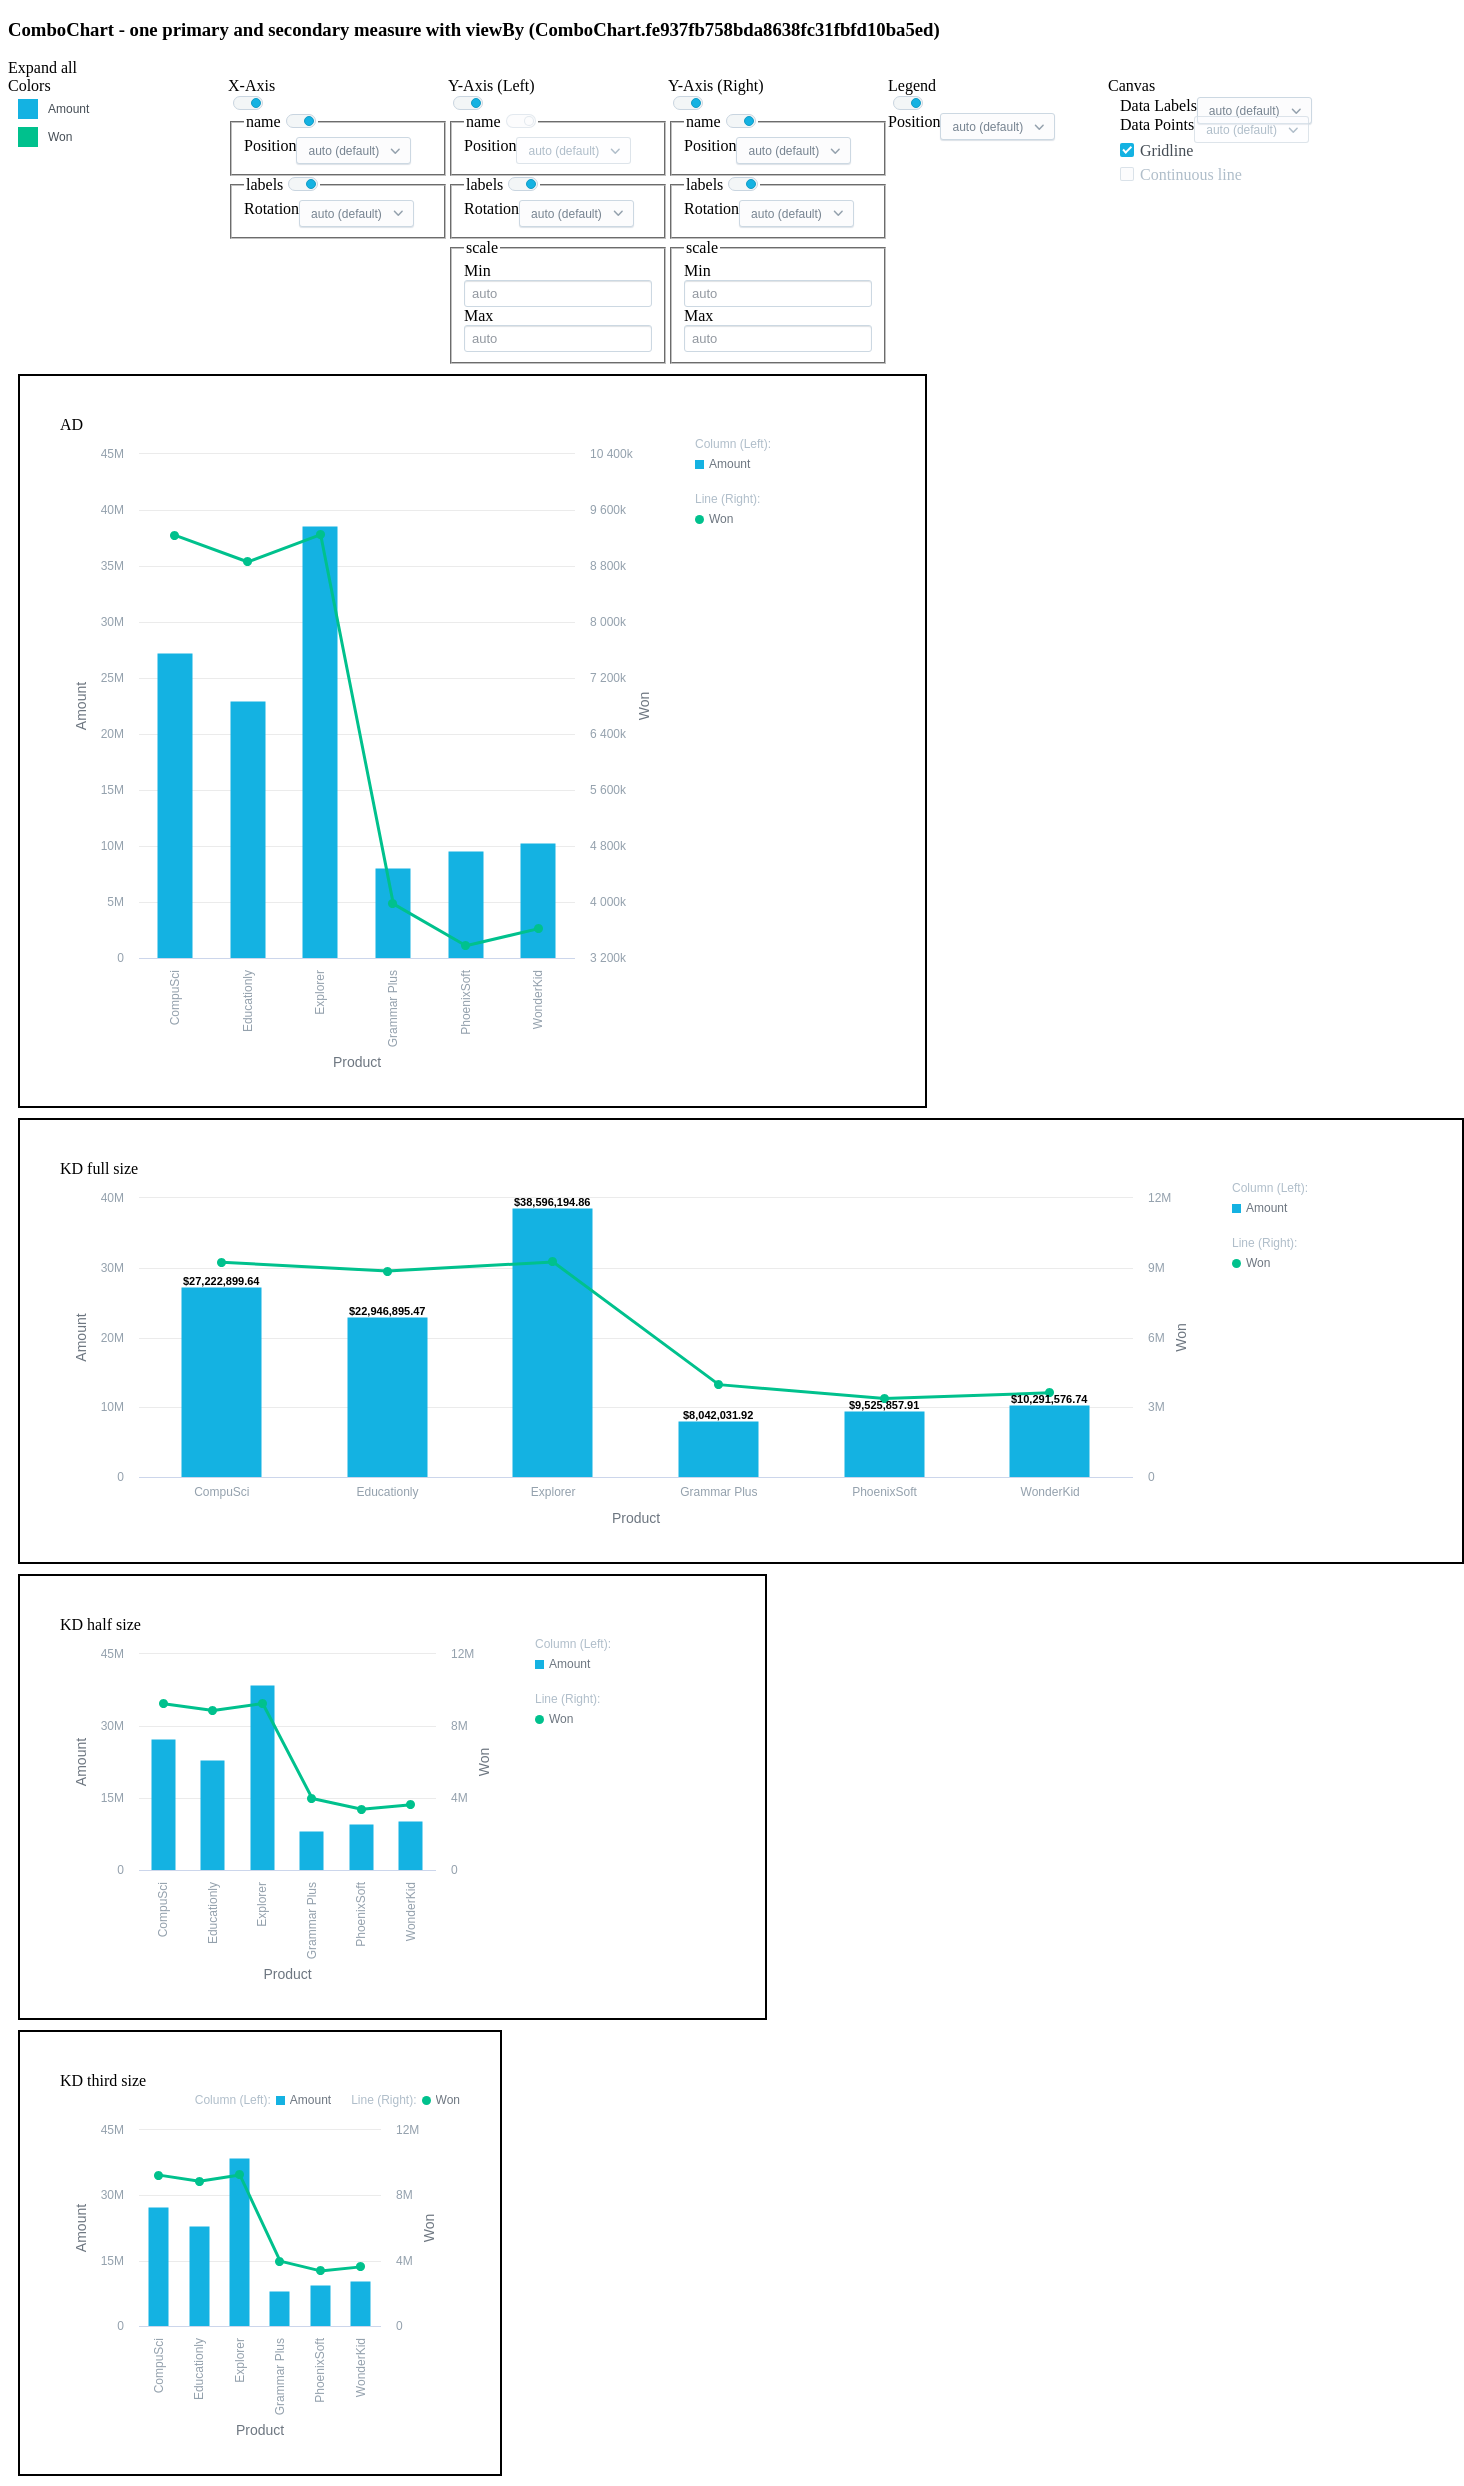 ComboChart - one primary and secondary measure with viewBy (ComboChart.fe937fb758bda8638fc31fbfd10ba5ed)
Expand all
Colors
Amount
Won
X-Axis
name
Position auto (default)
labels
Rotation auto (default)
Y-Axis (Left)
name
Position auto (default)
labels
Rotation auto (default)
scale
Min
auto
Max
auto
Y-Axis (Right)
name
Position auto (default)
labels
Rotation auto (default)
scale
Min
auto
Max
auto
Legend
Position auto (default)
Canvas
Data Labels auto (default)
Data Points auto (default)
Gridline
Continuous line
AD
Column (Left):
Amount
Line (Right):
Won
45M 10 400k
40M 9 600k
35M 8 800k
30M 8 000k
25M 7 200k
20M 6 400k
15M 5 600k
10M 4 800k
5M 4 000k
0 3 200k
Amount
Won
CompuSci Educationly Explorer Grammar Plus PhoenixSoft WonderKid
Product
KD full size
Column (Left):
Amount
Line (Right):
Won
40M 12M
30M 9M
20M 6M
10M 3M
0 0
Amount
Won
$27,222,899.64 $22,946,895.47 $38,596,194.86 $8,042,031.92 $9,525,857.91 $10,291,576.74
CompuSci Educationly Explorer Grammar Plus PhoenixSoft WonderKid
Product
KD half size
Column (Left):
Amount
Line (Right):
Won
45M 12M
30M 8M
15M 4M
0 0
Amount
Won
CompuSci Educationly Explorer Grammar Plus PhoenixSoft WonderKid
Product
KD third size
Column (Left): Amount Line (Right): Won
45M 12M
30M 8M
15M 4M
0 0
Amount
Won
CompuSci Educationly Explorer Grammar Plus PhoenixSoft WonderKid
Product